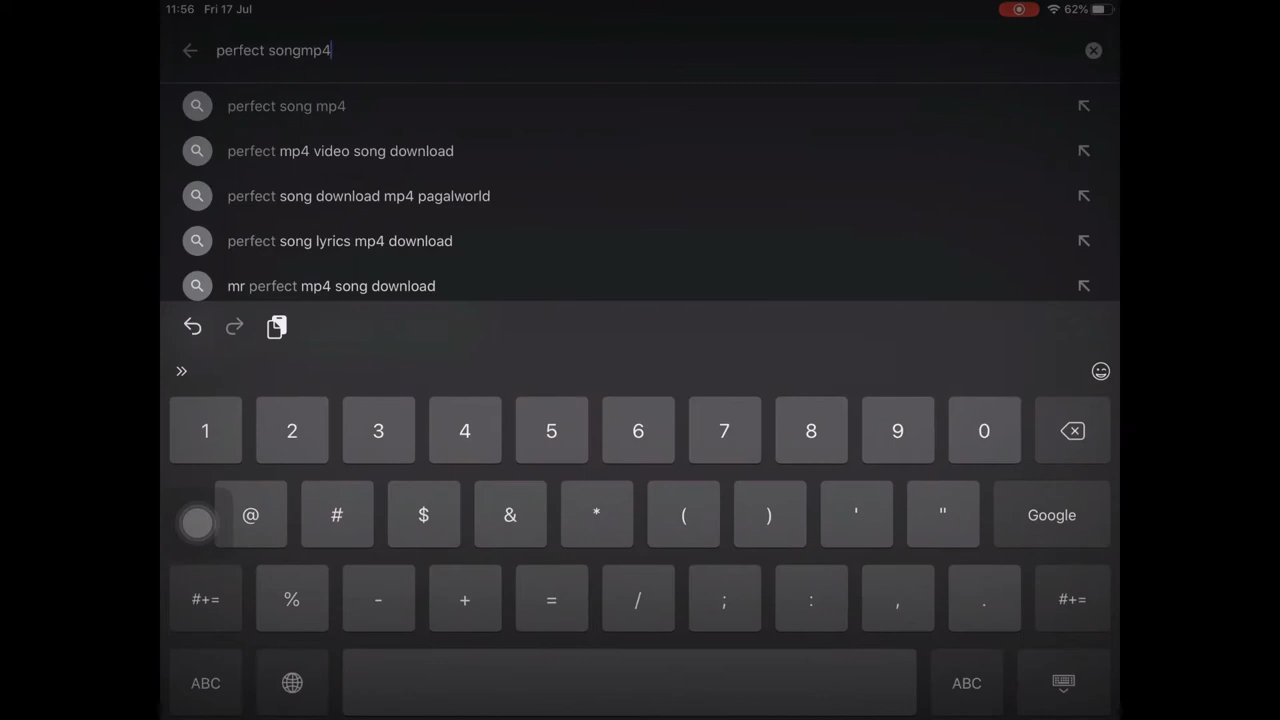 11:56 Fri 17 Jul 62%
perfect songmp4
perfect song mp4
perfect mp4 video song download
perfect song download mp4 pagalworld
perfect song lyrics mp4 download
mr perfect mp4 song download
1 2 3 4 5 6 7 8 9 0
@ # $ & * ( ) ' " Google
#+= % - + = / ; : , . #+=
ABC ABC